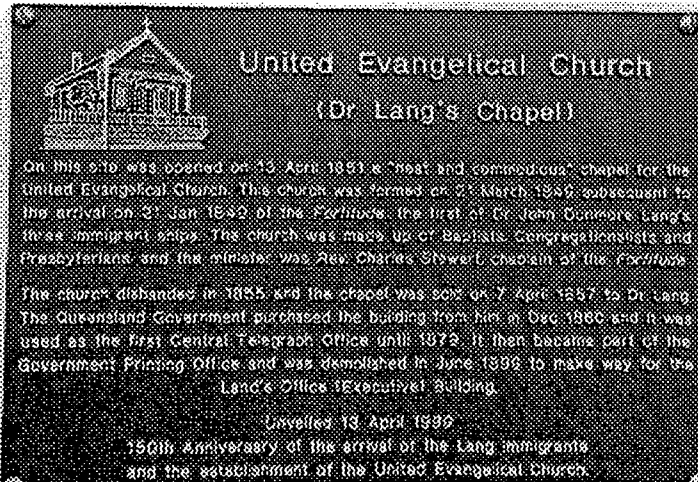 United Evangelical Church
(Dr Lang's Chapel)
On this site was opened on 13 April 1851 a "neat and commodious" chapel for the
United Evangelical Church. This church was formed on 21 March 1849 subsequent to
the arrival on 21 Jan 1849 of the Fortitude, the first of Dr John Dunmore Lang's
three immigrant ships. The church was made up of Baptists, Congregationalists and
Presbyterians, and the minister was Rev Charles Stewart, chaplain of the Fortitude.
The church disbanded in 1855 and the chapel was sold on 7 April 1857 to Dr Lang.
The Queensland Government purchased the building from him in Dec 1860 and it was
used as the first Central Telegraph Office until 1879. It then became part of the
Government Printing Office and was demolished in June 1899 to make way for the
Land's Office (Executive) Building.
Unveiled 13 April 1999
150th Anniversary of the arrival of the Lang immigrants
and the establishment of the United Evangelical Church.